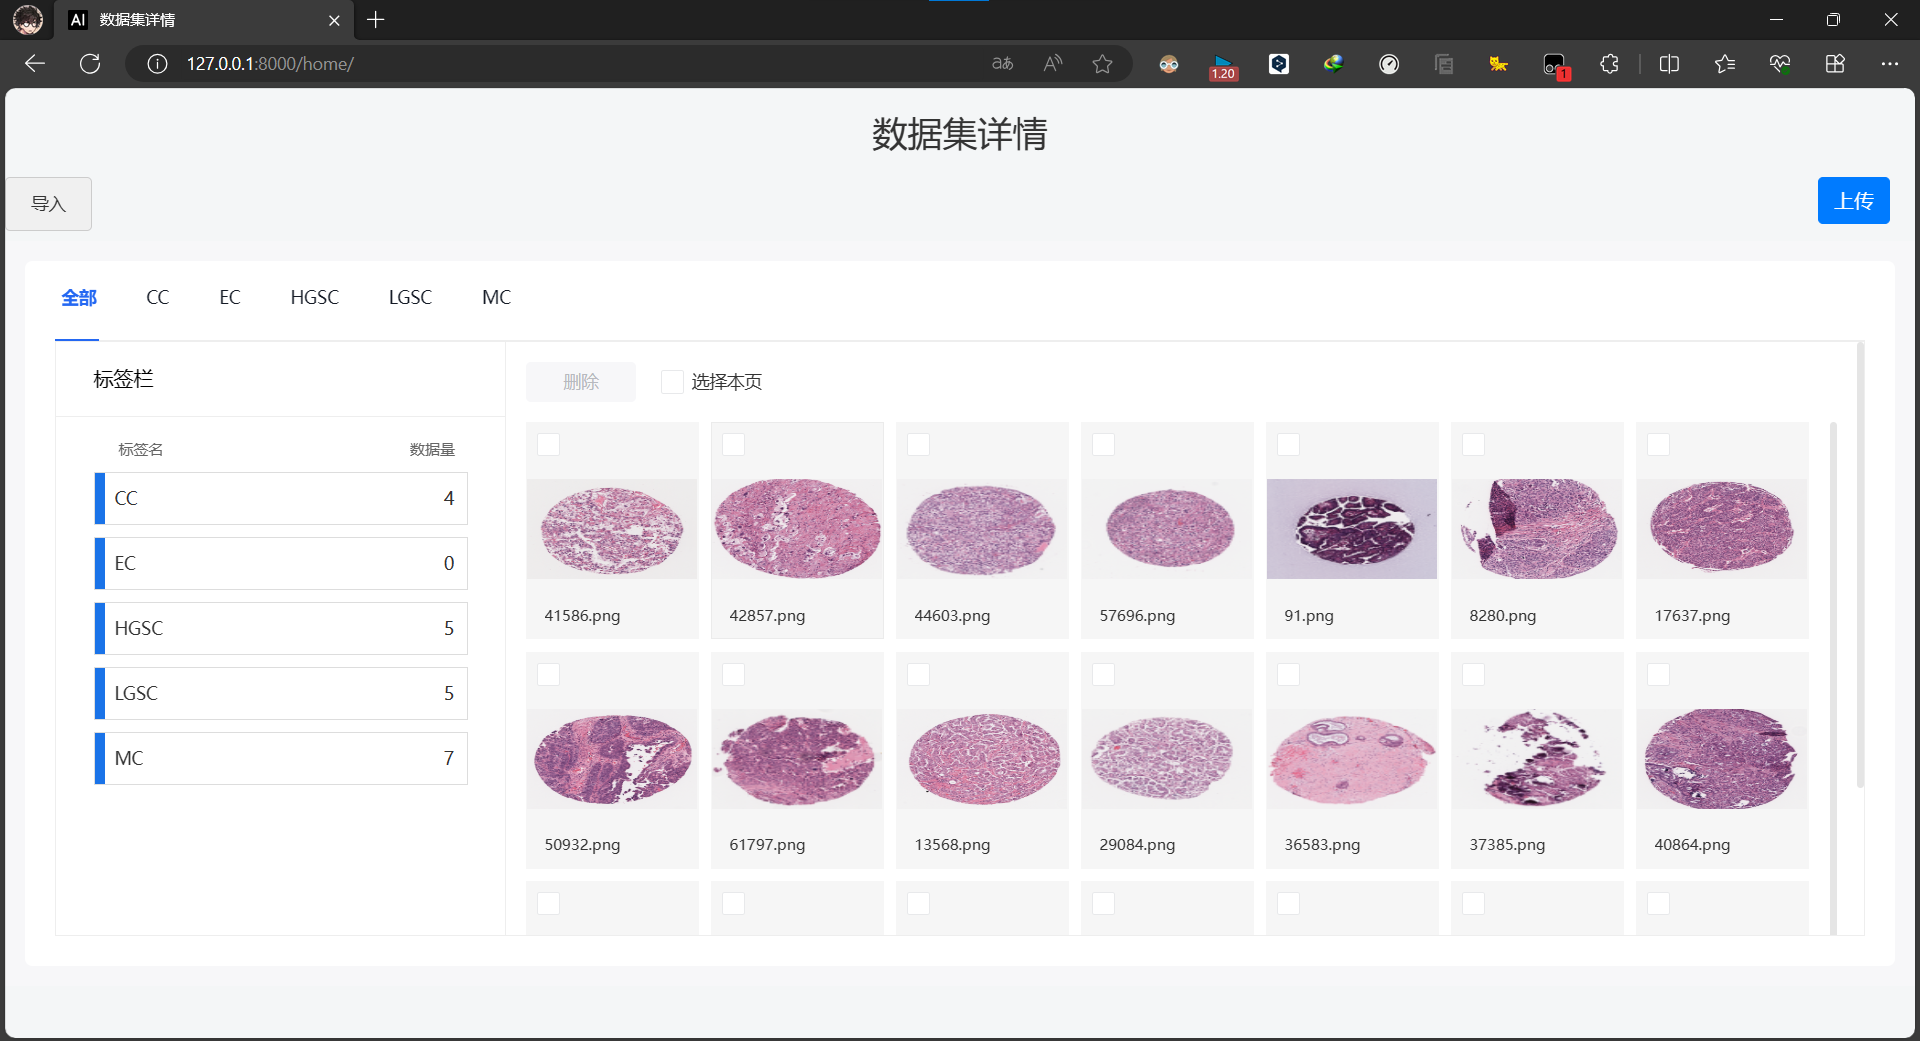 AI 数据集详情
127.0.0.1:8000/home/
1.20
1
数据集详情
导入
上传
全部 CC EC HGSC LGSC MC
标签栏
删除 选择本页
标签名 数据量
CC 4
EC 0
HGSC 5
LGSC 5
MC 7
41586.png 42857.png 44603.png 57696.png 91.png 8280.png 17637.png
50932.png 61797.png 13568.png 29084.png 36583.png 37385.png 40864.png